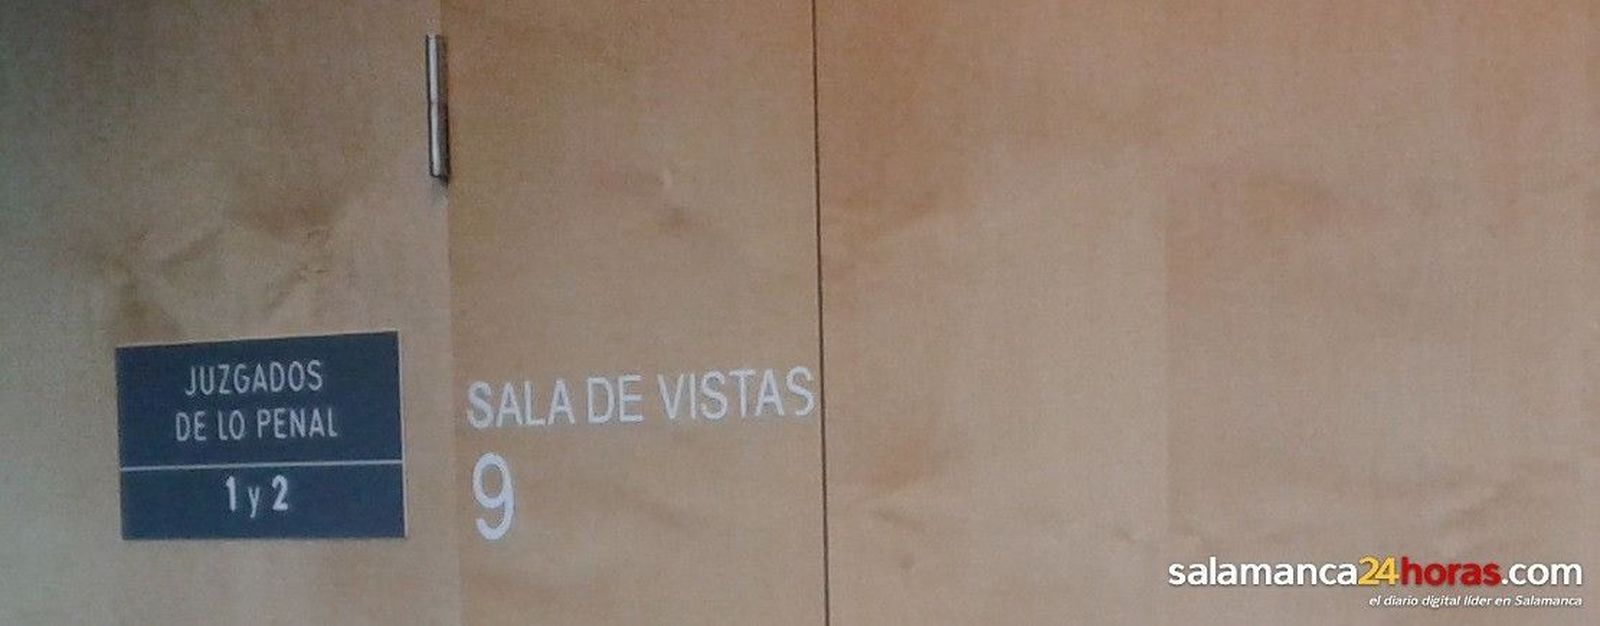 JUZGADOS
DE LO PENAL
1 y 2
SALA DE VISTAS
9
salamanca24horas.com
el diario digital líder en Salamanca